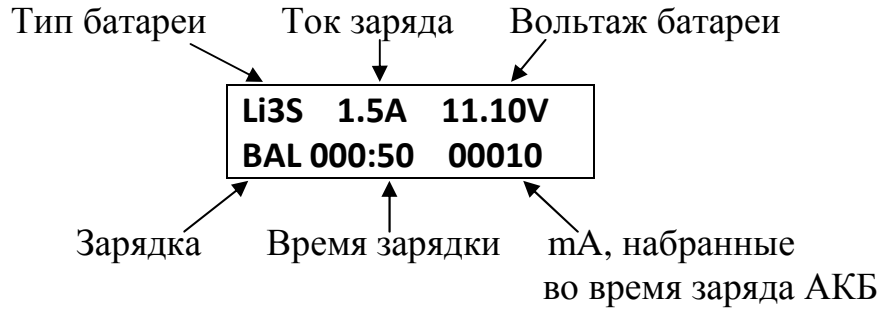 Тип батареи Ток заряда Вольтаж батареи
Li3S 1.5A 11.10V
BAL 000:50 00010
Зарядка Время зарядки mA, набранные
во время заряда АКБ